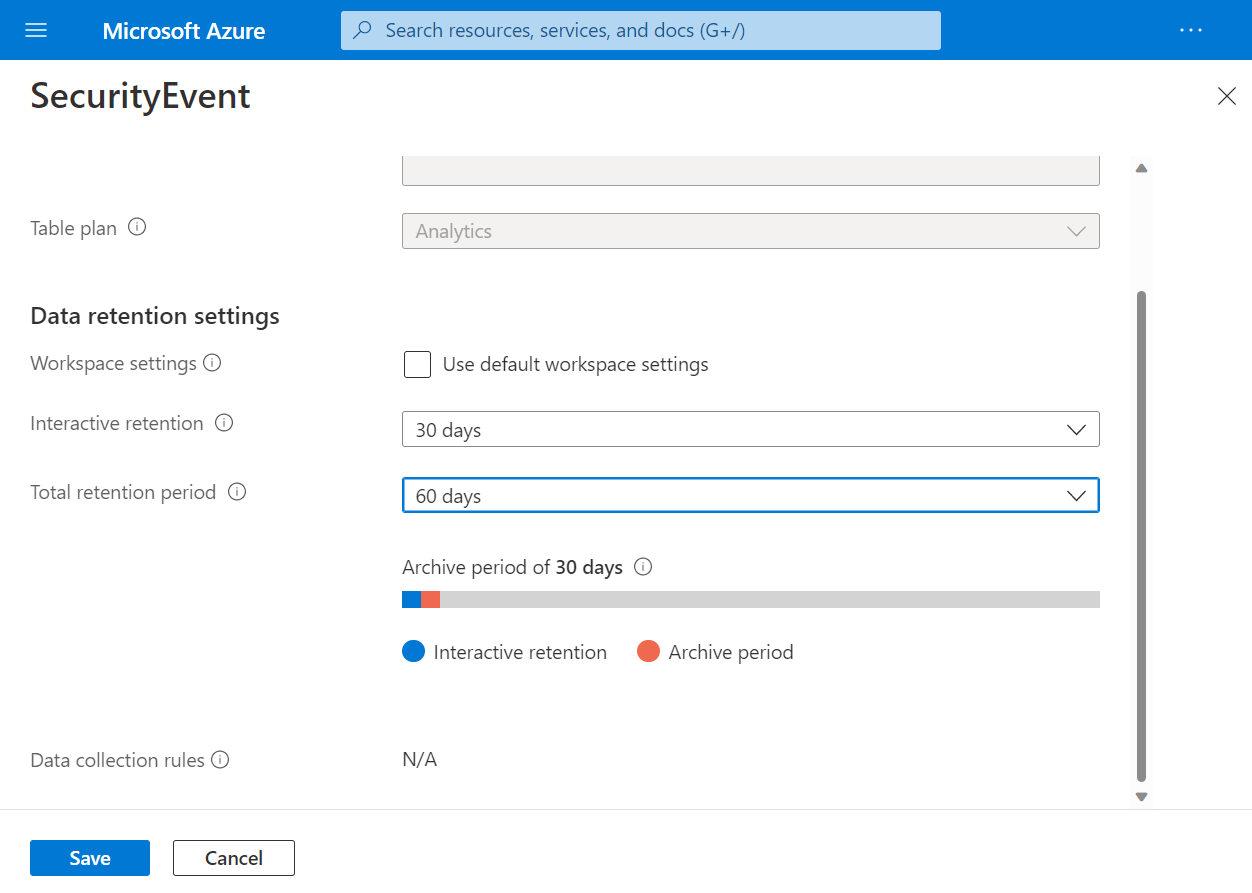 Microsoft Azure
Search resources, services, and docs (G+/)
SecurityEvent
Table plan
Analytics
Data retention settings
Workspace settings
Use default workspace settings
Interactive retention
30 days
Total retention period
60 days
Archive period of 30 days
Interactive retention
Archive period
Data collection rules
N/A
Save
Cancel